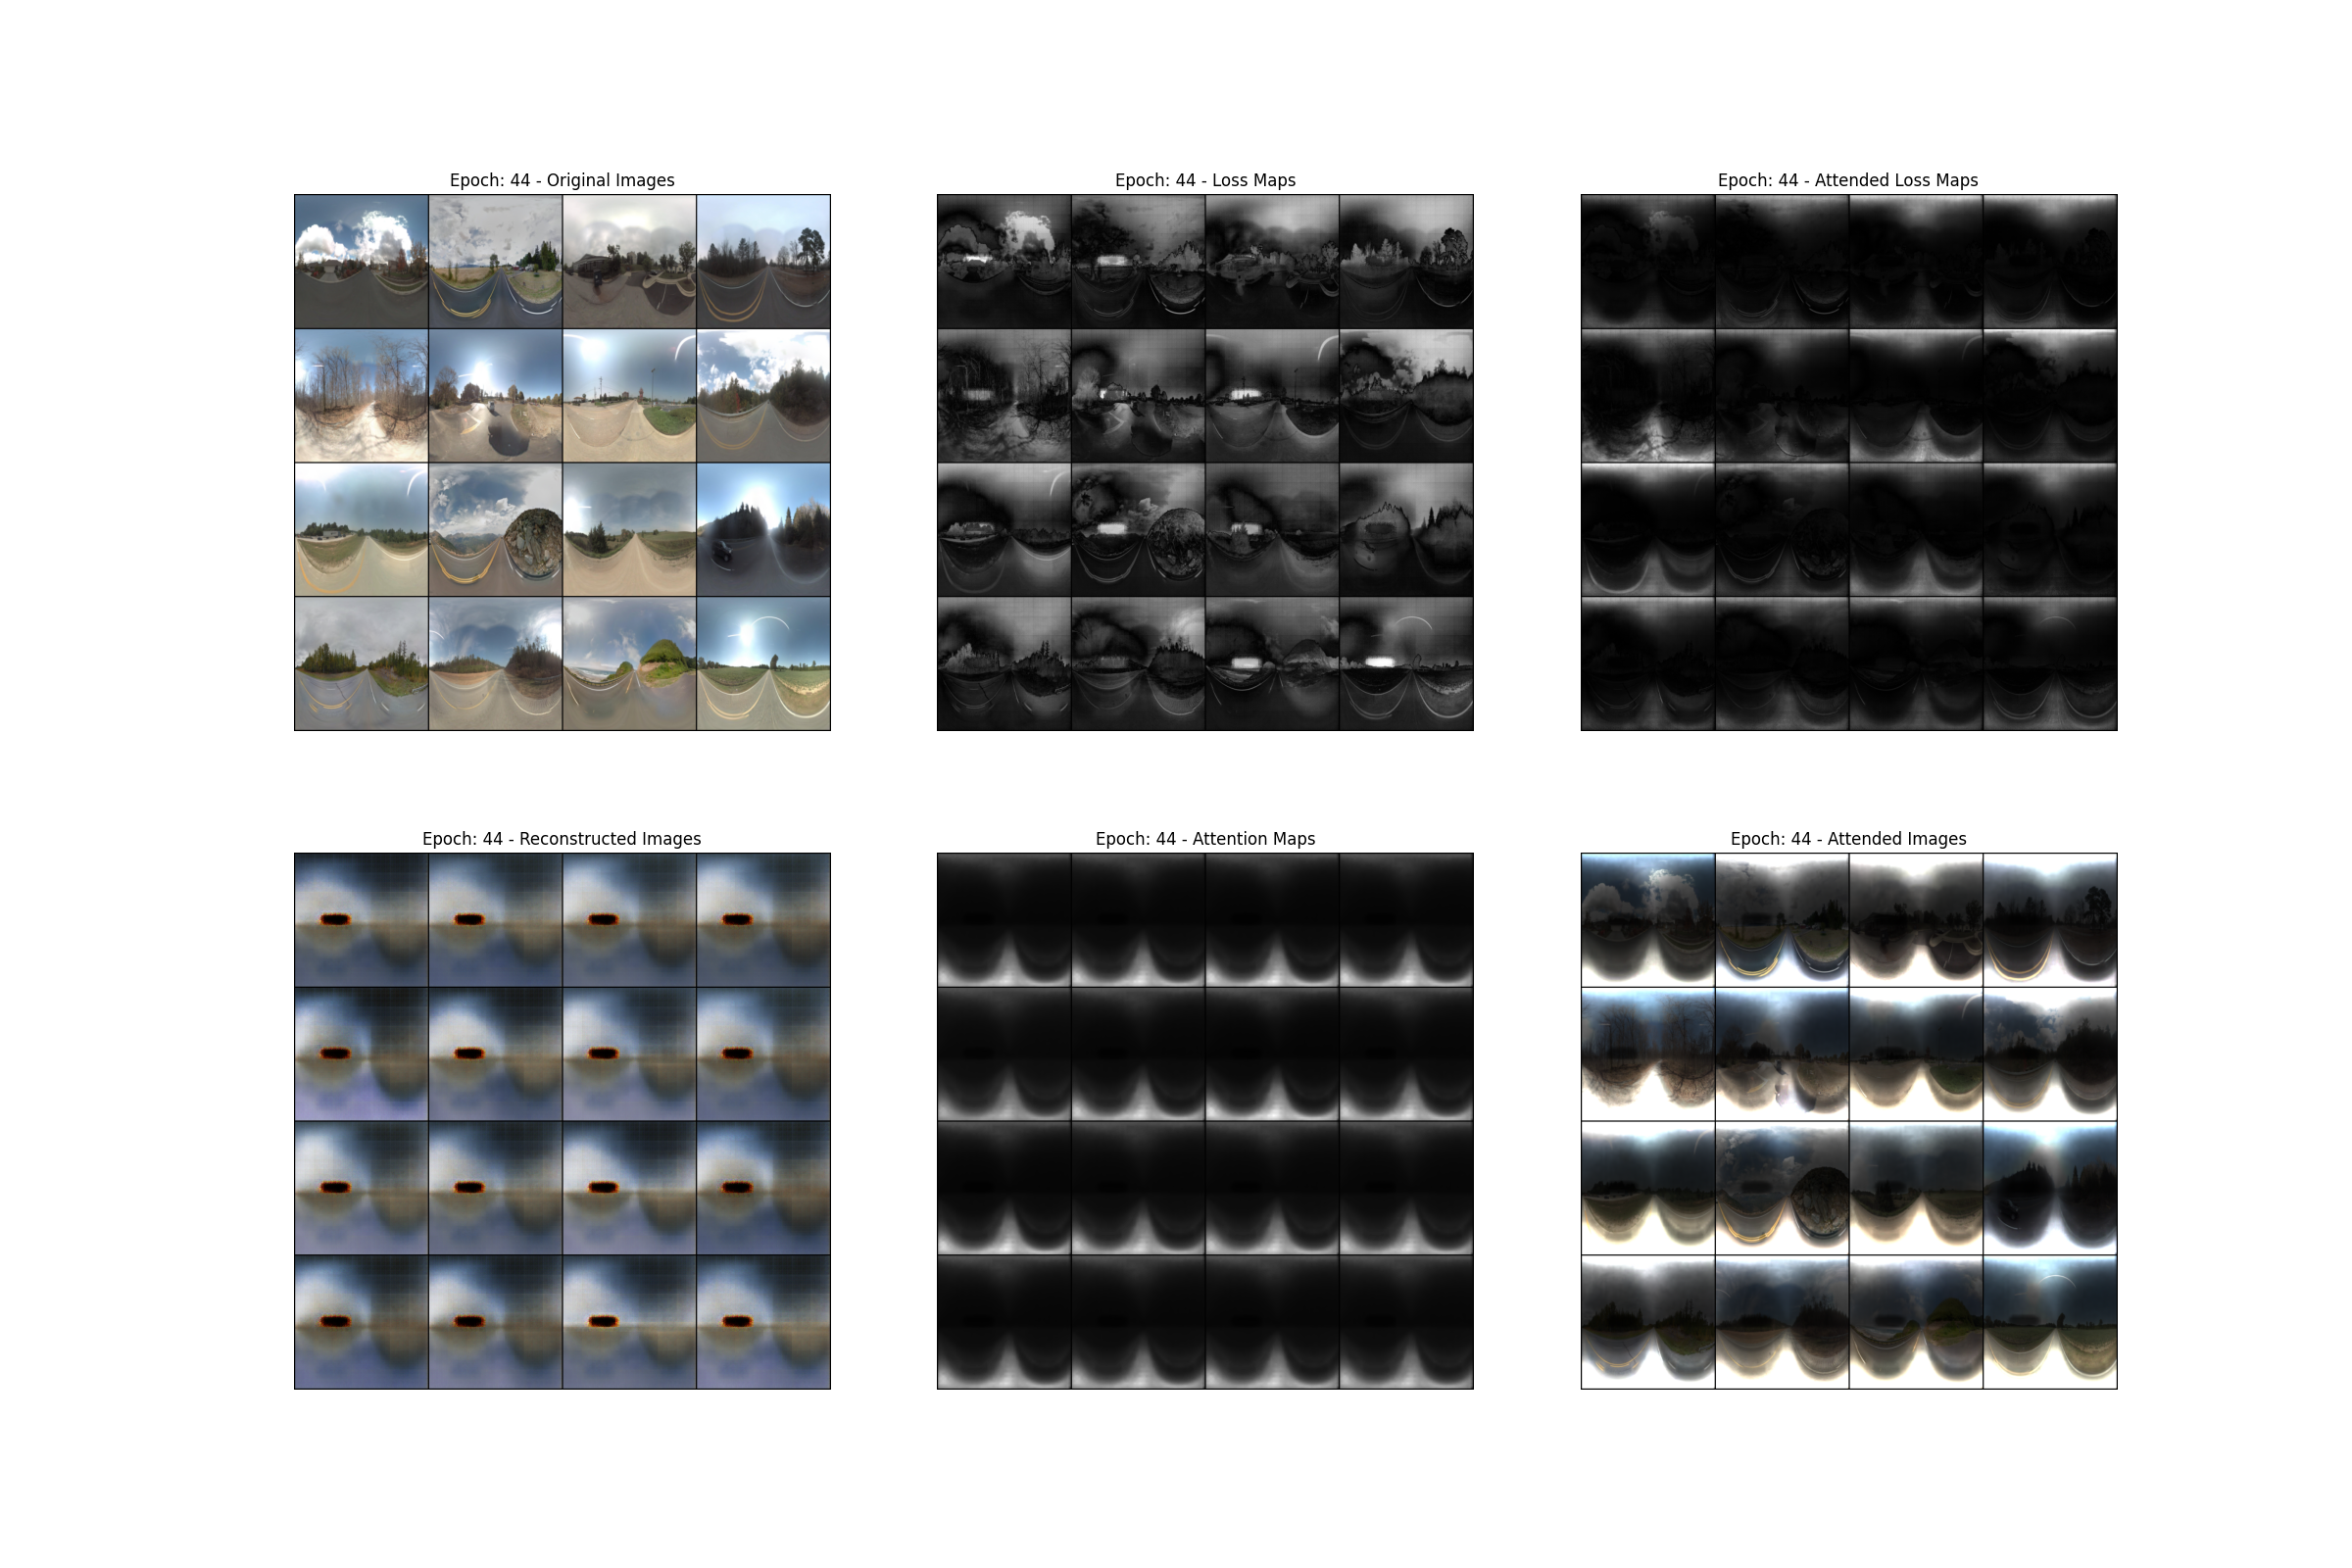 Epoch: 44 - Original Images
Epoch: 44 - Loss Maps
Epoch: 44 - Attended Loss Maps
Epoch: 44 - Reconstructed Images
Epoch: 44 - Attention Maps
Epoch: 44 - Attended Images